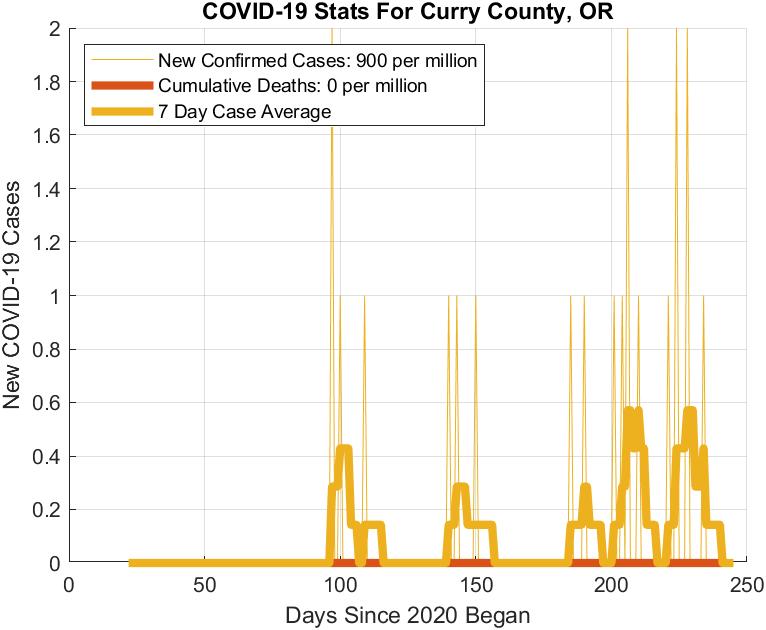 COVID-19 Stats For Curry County, OR
New Confirmed Cases: 900 per million
Cumulative Deaths: 0 per million
7 Day Case Average
New COVID-19 Cases
2
1.8
1.6
1.4
1.2
1
0.8
0.6
0.4
0.2
0
0 50 100 150 200 250
Days Since 2020 Began